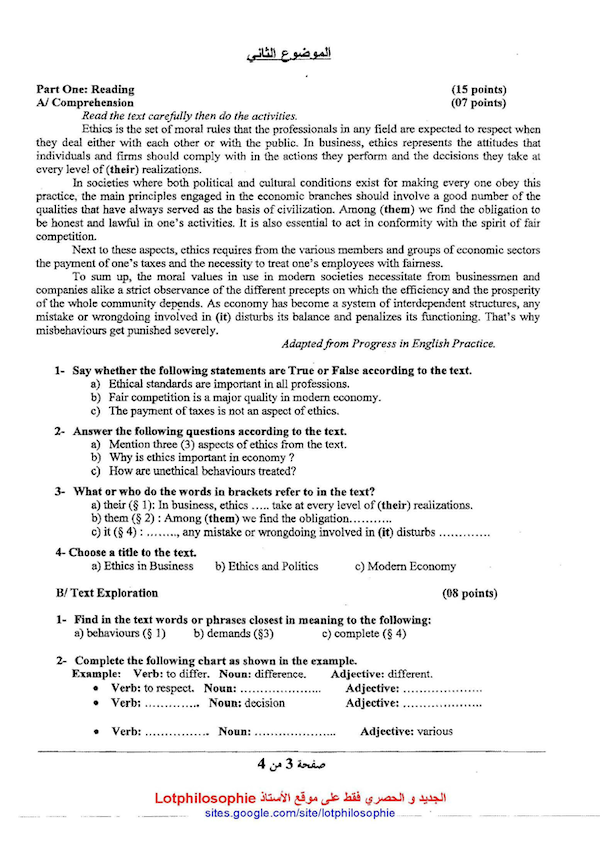 الموضوع الثاني
Part One: Reading (15 points)
A/ Comprehension (07 points)
Read the text carefully then do the activities.
Ethics is the set of moral rules that the professionals in any field are expected to respect when
they deal either with each other or with the public. In business, ethics represents the attitudes that
individuals and firms should comply with in the actions they perform and the decisions they take at
every level of (their) realizations.
In societies where both political and cultural conditions exist for making every one obey this
practice, the main principles engaged in the economic branches should involve a good number of the
qualities that have always served as the basis of civilization. Among (them) we find the obligation to
be honest and lawful in one's activities. It is also essential to act in conformity with the spirit of fair
competition.
Next to these aspects, ethics requires from the various members and groups of economic sectors
the payment of one's taxes and the necessity to treat one's employees with fairness.
To sum up, the moral values in use in modern societies necessitate from businessmen and
companies alike a strict observance of the different precepts on which the efficiency and the prosperity
of the whole community depends. As economy has become a system of interdependent structures, any
mistake or wrongdoing involved in (it) disturbs its balance and penalizes its functioning. That's why
misbehaviours get punished severely.
Adapted from Progress in English Practice.
1- Say whether the following statements are True or False according to the text.
a) Ethical standards are important in all professions.
b) Fair competition is a major quality in modern economy.
c) The payment of taxes is not an aspect of ethics.
2- Answer the following questions according to the text.
a) Mention three (3) aspects of ethics from the text.
b) Why is ethics important in economy ?
c) How are unethical behaviours treated?
3- What or who do the words in brackets refer to in the text?
a) their (§ 1): In business, ethics ..... take at every level of (their) realizations.
b) them (§ 2) : Among (them) we find the obligation..........
c) it (§ 4) : ........, any mistake or wrongdoing involved in (it) disturbs .............
4- Choose a title to the text.
a) Ethics in Business b) Ethics and Politics c) Modern Economy
B/ Text Exploration (08 points)
1- Find in the text words or phrases closest in meaning to the following:
a) behaviours (§ 1) b) demands (§3) c) complete (§ 4)
2- Complete the following chart as shown in the example.
Example: Verb: to differ. Noun: difference. Adjective: different.
• Verb: to respect. Noun: ..................... Adjective: ....................
• Verb: ............. Noun: decision Adjective: ....................
• Verb: ................ Noun: ..................... Adjective: various
صفحة 3 من 4
الجديد و الحصري فقط على موقع الأستاذ Lotphilosophie
sites.google.com/site/lotphilosophie